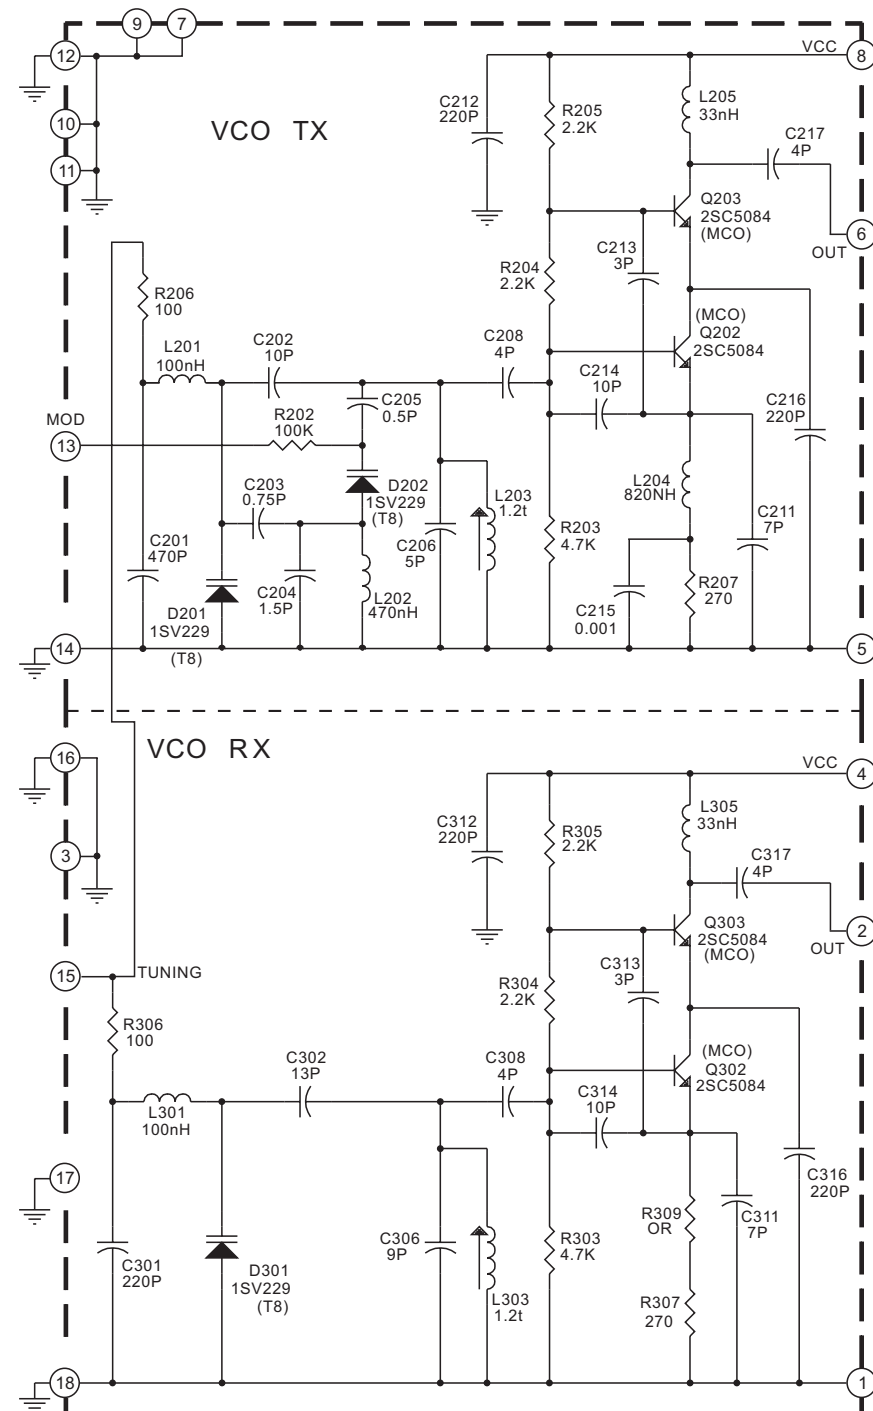 9
7
12
VCC
8
10
11
VCO TX
C212
220P
R205
2.2K
L205
33nH
C217
4P
Q203
2SC5084
(MCO)
6
OUT
C213
3P
R204
2.2K
R206
100
L201
100nH
C202
10P
C208
4P
(MCO)
Q202
2SC5084
C214
10P
C205
0.5P
C216
220P
MOD
13
R202
100K
D202
1SV229
(T8)
C203
0.75P
L203
1.2t
L204
820NH
C211
7P
C201
470P
C206
5P
R203
4.7K
C204
1.5P
L202
470nH
D201
1SV229
(T8)
C215
0.001
R207
270
14
5
VCO RX
16
VCC
4
3
C312
220P
R305
2.2K
L305
33nH
C317
4P
Q303
2SC5084
(MCO)
2
OUT
15
TUNING
C313
3P
R304
2.2K
R306
100
C302
13P
C308
4P
(MCO)
Q302
2SC5084
C314
10P
L301
100nH
17
C316
220P
R309
OR
C311
7P
C301
220P
D301
1SV229
(T8)
C306
9P
L303
1.2t
R303
4.7K
R307
270
18
1